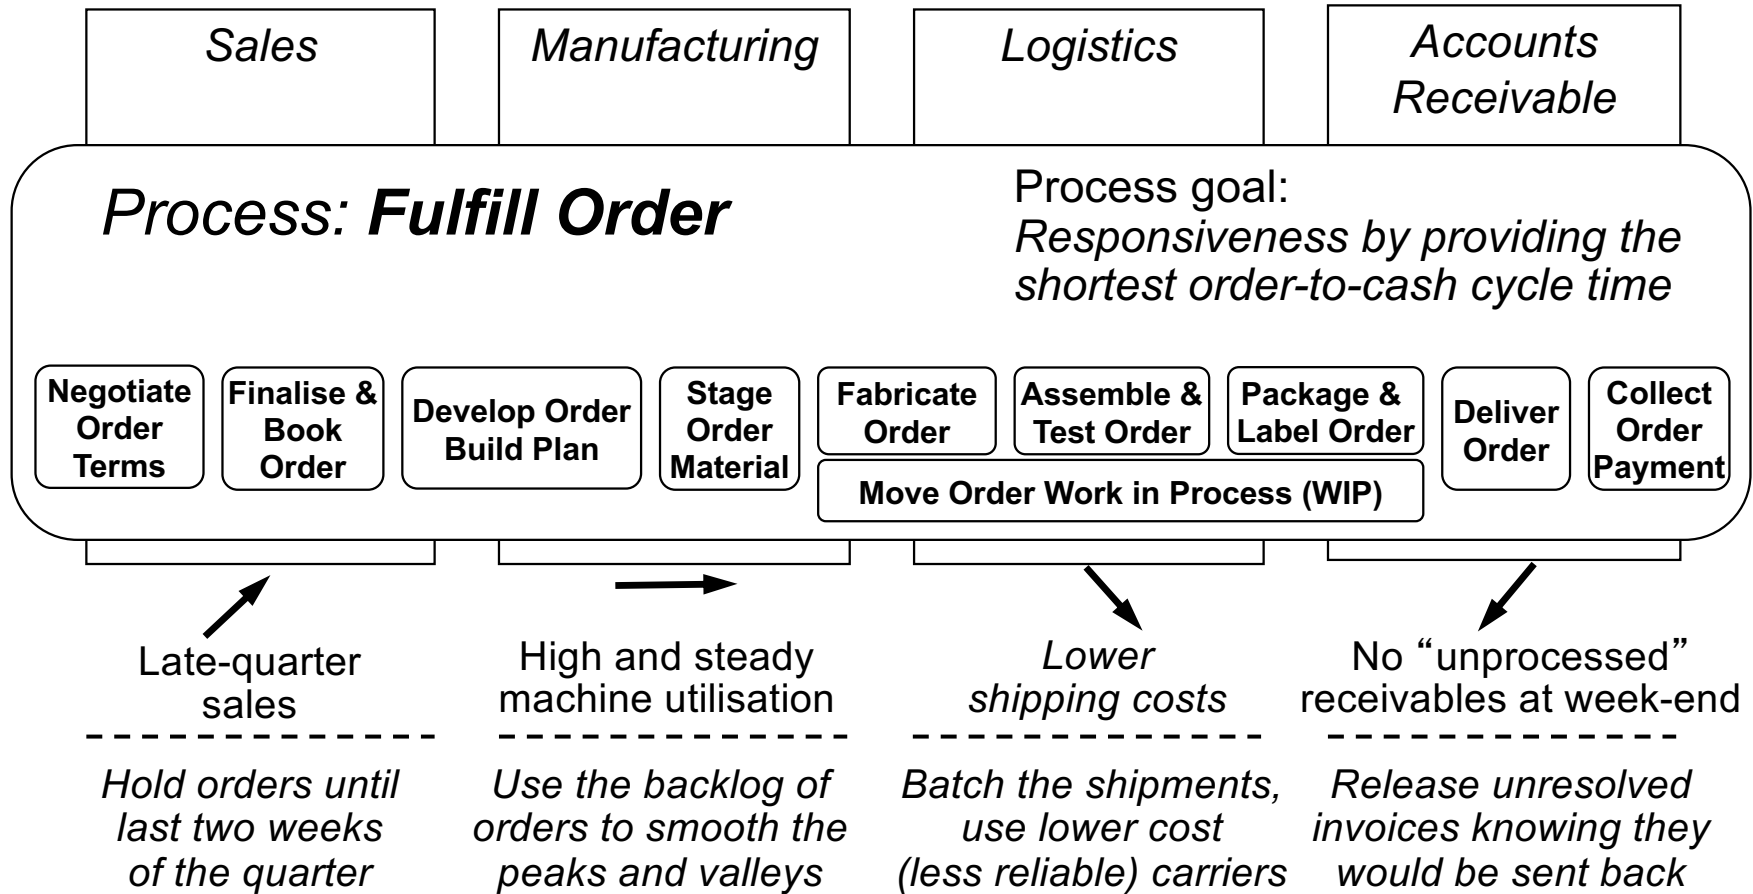 Sales
Manufacturing
Logistics
Accounts
Receivable
Process: Fulfill Order
Process goal:
Responsiveness by providing the
shortest order-to-cash cycle time
Negotiate
Order
Terms
Finalise &
Book
Order
Develop Order
Build Plan
Stage
Order
Material
Fabricate
Order
Assemble &
Test Order
Package &
Label Order
Move Order Work in Process (WIP)
Deliver
Order
Collect
Order
Payment
Late-quarter
sales
High and steady
machine utilisation
Lower
shipping costs
No “unprocessed”
receivables at week-end
Hold orders until
last two weeks
of the quarter
Use the backlog of
orders to smooth the
peaks and valleys
Batch the shipments,
use lower cost
(less reliable) carriers
Release unresolved
invoices knowing they
would be sent back